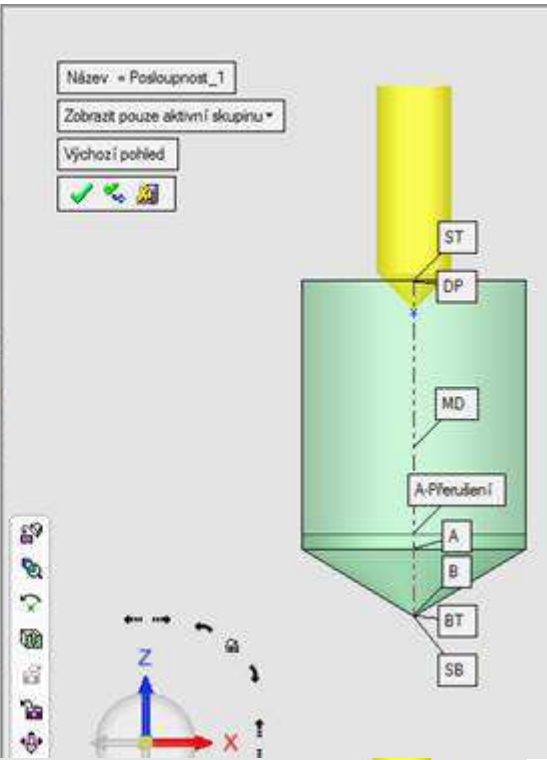 Název = Posloupnost_1
Zobrazit pouze aktivní skupinu
Výchozí pohled
ST
DP
MD
A-Přerušení
A
B
BT
SB
Z
X